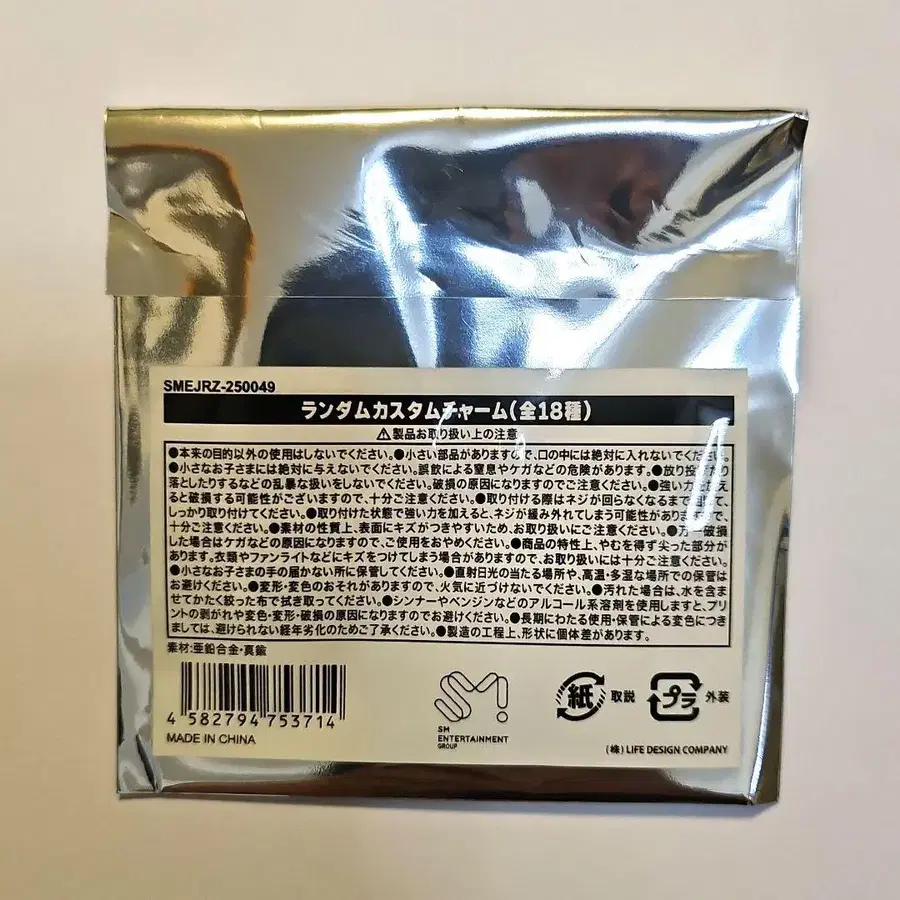 SMEJRZ-250049
ランダムカスタムチャーム(全18種)
⚠製品お取り扱い上の注意
●本来の目的以外の使用はしないでください。●小さい部品がありますので、口の中には絶対に入れないでください。
●小さなお子さまには絶対に与えないでください。誤飲による窒息やケガなどの危険があります。●放り投げたり
落としたりするなどの乱暴な扱いをしないでください。破損の原因になりますのでご注意ください。●強い力を加え
ると破損する可能性がございますので、十分ご注意ください。●取り付ける際はネジが回らなくなるまで回して、
しっかり取り付けてください。●取り付けた状態で強い力を加えると、ネジが緩み外れてしまう可能性がありますので、
十分ご注意ください。●素材の性質上、表面にキズがつきやすいため、お取り扱いにご注意ください。●万一破損
した場合はケガなどの原因になりますので、ご使用をおやめください。●商品の特性上、やむを得ず尖った部分が
あります。衣類やファンライトなどにキズをつけてしまう場合がありますので、お取り扱いには十分ご注意ください。
●小さなお子さまの手の届かない所に保管してください。●直射日光の当たる場所や、高温・多湿な場所での保管は
お避けください。●変形・変色のおそれがありますので、火気に近づけないでください。●汚れた場合は、水を含ま
せてかたく絞った布で拭き取ってください。●シンナーやベンジンなどのアルコール系溶剤を使用しますと、プリ
ントの剥がれや変色・変形・破損の原因になりますのでお避けください。●長期にわたる使用・保管による変色につき
ましては、避けられない経年劣化のためご了承ください。●製造の工程上、形状に個体差があります。
素材:亜鉛合金・真鍮
4 582794 753714
MADE IN CHINA
SM
ENTERTAINMENT
GROUP
紙 取説
プラ 外装
(株) LIFE DESIGN COMPANY